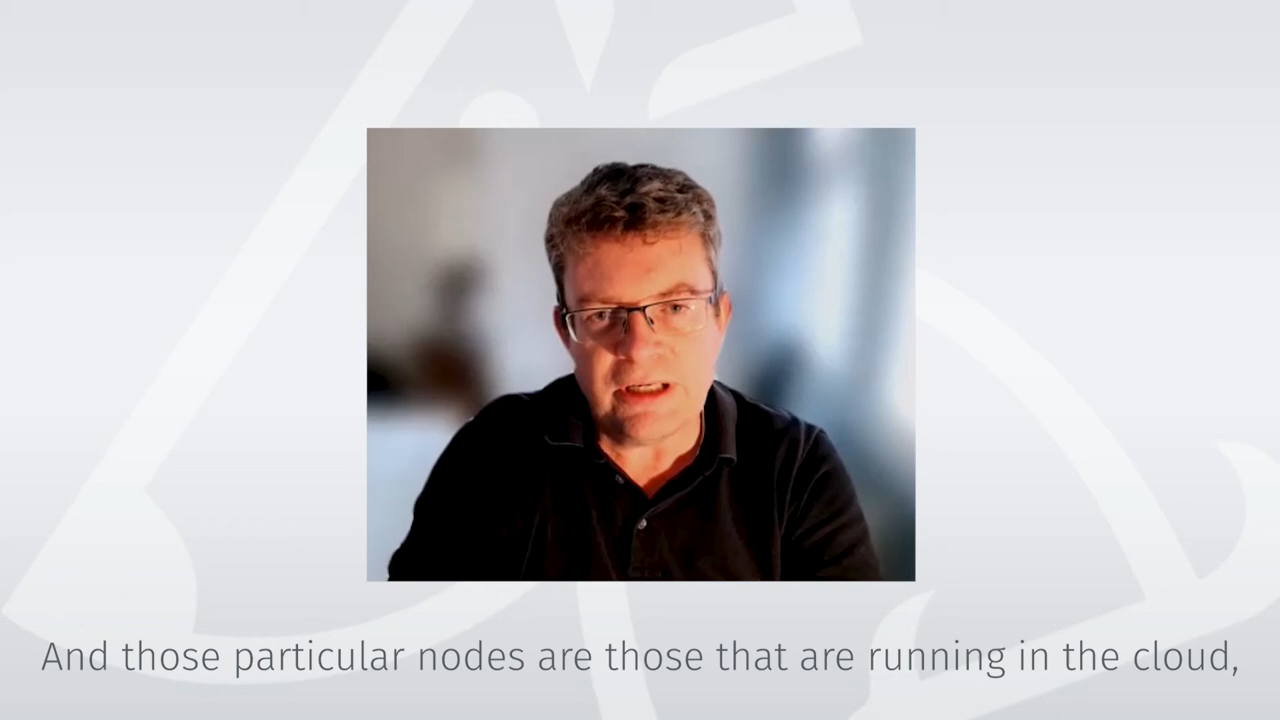 And those particular nodes are those that are running in the cloud,